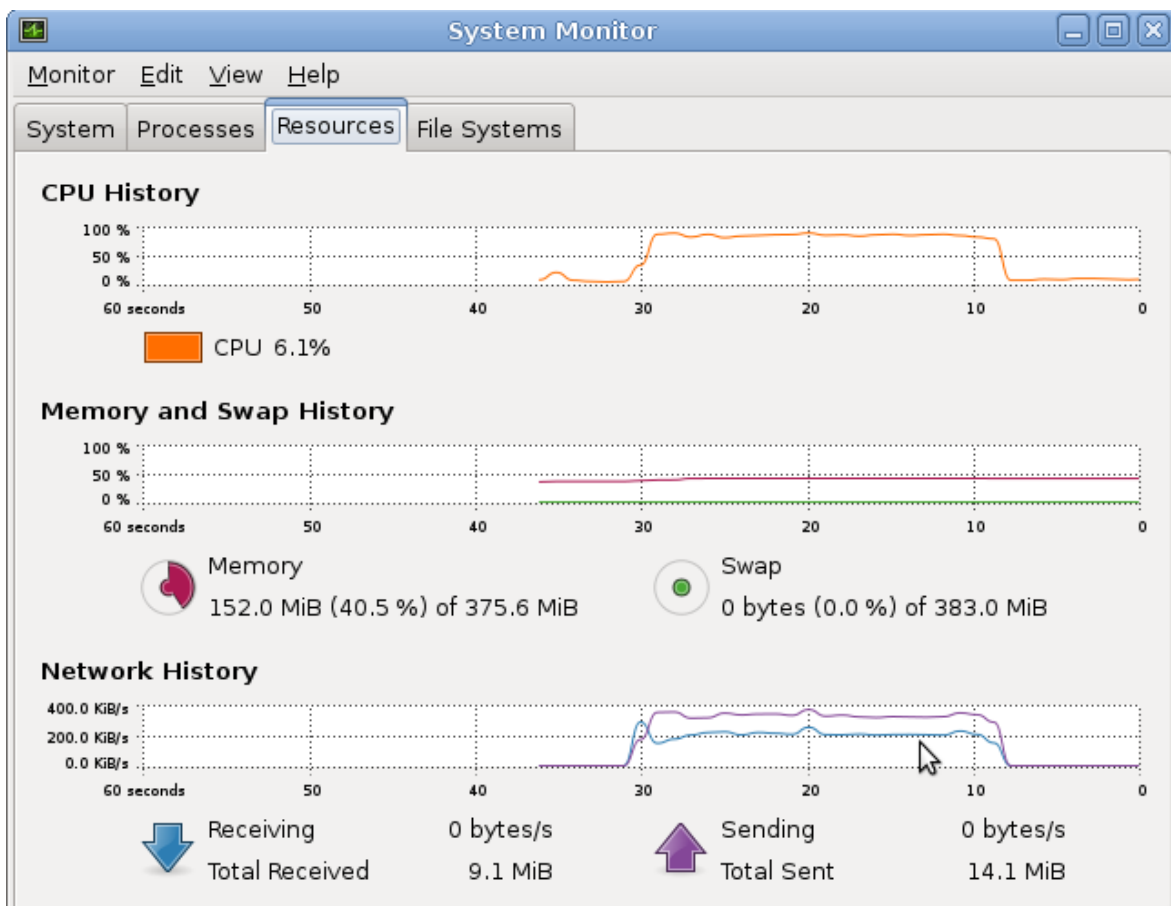 System Monitor
Monitor Edit View Help
System Processes Resources File Systems
CPU History
100 %
50 %
0 %
60 seconds 50 40 30 20 10 0
CPU 6.1%
Memory and Swap History
100 %
50 %
0 %
60 seconds 50 40 30 20 10 0
Memory Swap
152.0 MiB (40.5 %) of 375.6 MiB 0 bytes (0.0 %) of 383.0 MiB
Network History
400.0 KiB/s
200.0 KiB/s
0.0 KiB/s
60 seconds 50 40 30 20 10 0
Receiving 0 bytes/s Sending 0 bytes/s
Total Received 9.1 MiB Total Sent 14.1 MiB